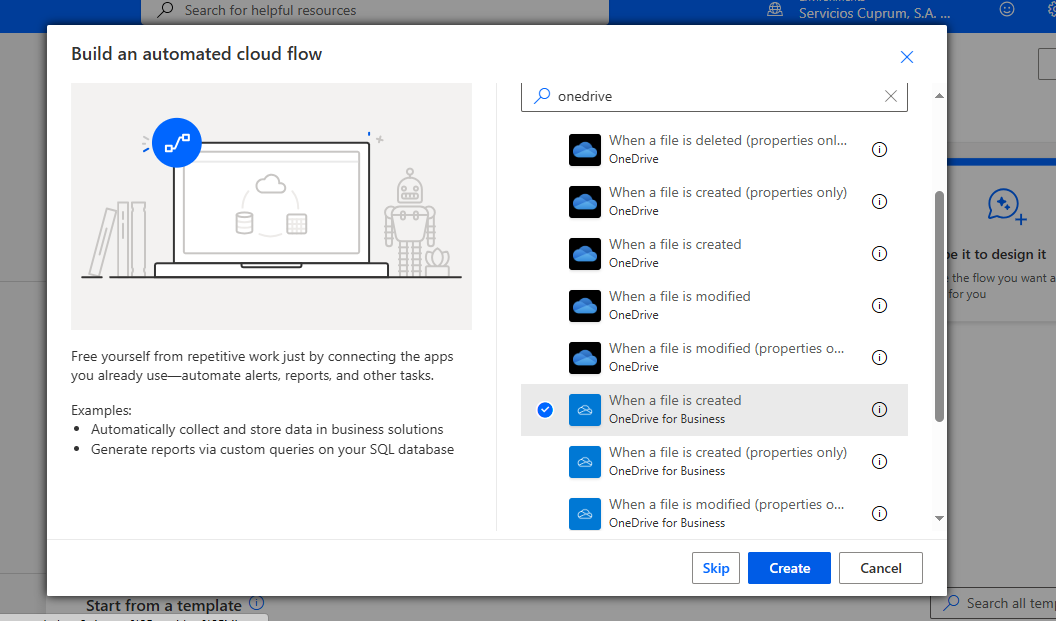 Search for helpful resources
Servicios Cuprum, S.A. ...
Build an automated cloud flow
onedrive
When a file is deleted (properties onl...
OneDrive
When a file is created (properties only)
OneDrive
When a file is created
OneDrive
When a file is modified
OneDrive
When a file is modified (properties o...
OneDrive
When a file is created
OneDrive for Business
When a file is created (properties only)
OneDrive for Business
When a file is modified (properties o...
OneDrive for Business
Free yourself from repetitive work just by connecting the apps
you already use—automate alerts, reports, and other tasks.
Examples:
• Automatically collect and store data in business solutions
• Generate reports via custom queries on your SQL database
be it to design it
the flow you want a
for you
Skip
Create
Cancel
Start from a template
Search all temp